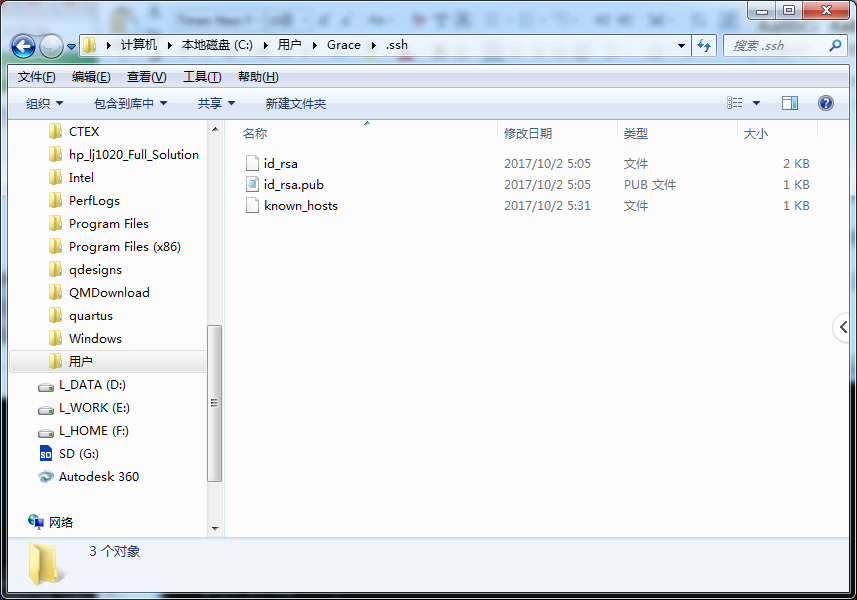 计算机 ▸ 本地磁盘 (C:) ▸ 用户 ▸ Grace ▸ .ssh
搜索 .ssh
文件(F) 编辑(E) 查看(V) 工具(T) 帮助(H)
组织 包含到库中 共享 新建文件夹
名称 修改日期 类型 大小
CTEX
hp_lj1020_Full_Solution
Intel
PerfLogs
Program Files
Program Files (x86)
qdesigns
QMDownload
quartus
Windows
用户
L_DATA (D:)
L_WORK (E:)
L_HOME (F:)
SD (G:)
Autodesk 360
网络
id_rsa 2017/10/2 5:05 文件 2 KB
id_rsa.pub 2017/10/2 5:05 PUB 文件 1 KB
known_hosts 2017/10/2 5:31 文件 1 KB
3 个对象